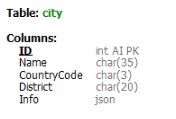 Table: city
Columns:
ID int AI PK
Name char(35)
CountryCode char(3)
District char(20)
Info json